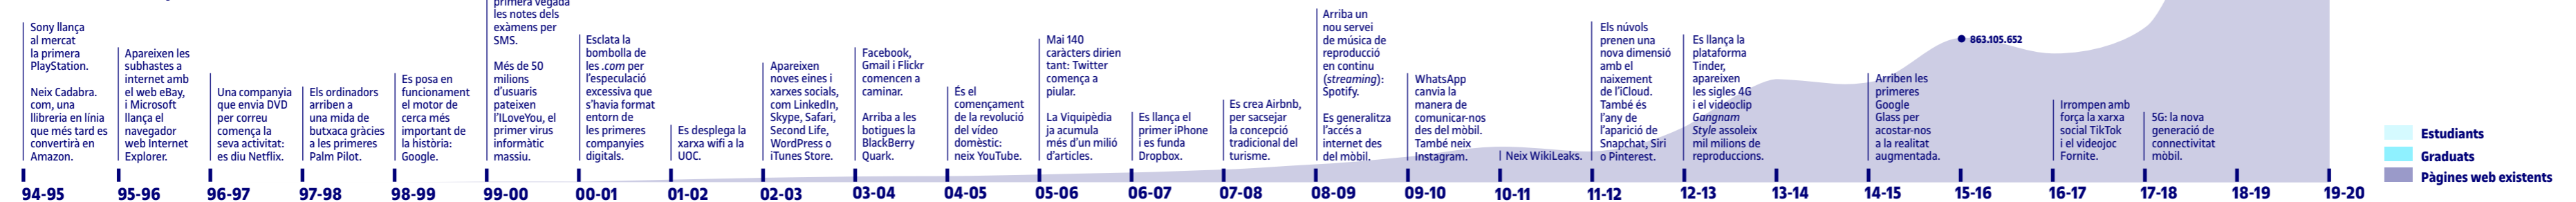 Sony llança
al mercat
la primera
PlayStation.
Neix Cadabra.
com, una
llibreria en línia
que més tard es
convertirà en
Amazon.
Apareixen les
subhastes a
internet amb
el web eBay,
i Microsoft
llança el
navegador
web Internet
Explorer.
Una companyia
que envia DVD
per correu
comença la
seva activitat:
es diu Netflix.
Els ordinadors
arriben a
una mida de
butxaca gràcies
a les primeres
Palm Pilot.
Es posa en
funcionament
el motor de
cerca més
important de
la història:
Google.
primera vegada
les notes dels
exàmens per
SMS.
Més de 50
milions
d'usuaris
pateixen
l'ILoveYou, el
primer virus
informàtic
massiu.
Esclata la
bombolla de
les .com per
l'especulació
excessiva que
s'havia format
entorn de
les primeres
companyies
digitals.
Es desplega la
xarxa wifi a la
UOC.
Apareixen
noves eines i
xarxes socials,
com LinkedIn,
Skype, Safari,
Second Life,
WordPress o
iTunes Store.
Facebook,
Gmail i Flickr
comencen a
caminar.
Arriba a les
botigues la
BlackBerry
Quark.
És el
començament
de la revolució
del vídeo
domèstic:
neix YouTube.
Mai 140
caràcters dirien
tant: Twitter
comença a
piular.
La Viquipèdia
ja acumula
més d'un milió
d'articles.
Es llança el
primer iPhone
i es funda
Dropbox.
Es crea Airbnb,
per sacsejar
la concepció
tradicional del
turisme.
Arriba un
nou servei
de música de
reproducció
en continu
(streaming):
Spotify.
Es generalitza
l'accés a
internet des
del mòbil.
WhatsApp
canvia la
manera de
comunicar-nos
des del mòbil.
També neix
Instagram.
Neix WikiLeaks.
Els núvols
prenen una
nova dimensió
amb el
naixement
de l'iCloud.
També és
l'any de
l'aparició de
Snapchat, Siri
o Pinterest.
Es llança la
plataforma
Tinder,
apareixen
les sigles 4G
i el videoclip
Gangnam
Style assoleix
mil milions de
reproduccions.
Arriben les
primeres
Google
Glass per
acostar-nos
a la realitat
augmentada.
863.105.652
Irrompen amb
força la xarxa
social TikTok
i el videojoc
Fornite.
5G: la nova
generació de
connectivitat
mòbil.
Estudiants
Graduats
Pàgines web existents
94-95
95-96
96-97
97-98
98-99
99-00
00-01
01-02
02-03
03-04
04-05
05-06
06-07
07-08
08-09
09-10
10-11
11-12
12-13
13-14
14-15
15-16
16-17
17-18
18-19
19-20